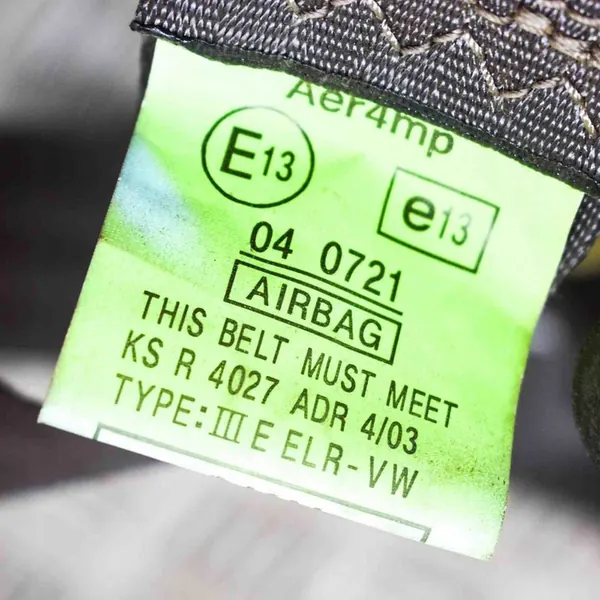 Aer4mp
E13
e13
04 0721
AIRBAG
THIS BELT MUST MEET
KS R 4027 ADR 4/03
TYPE: III E ELR-VW